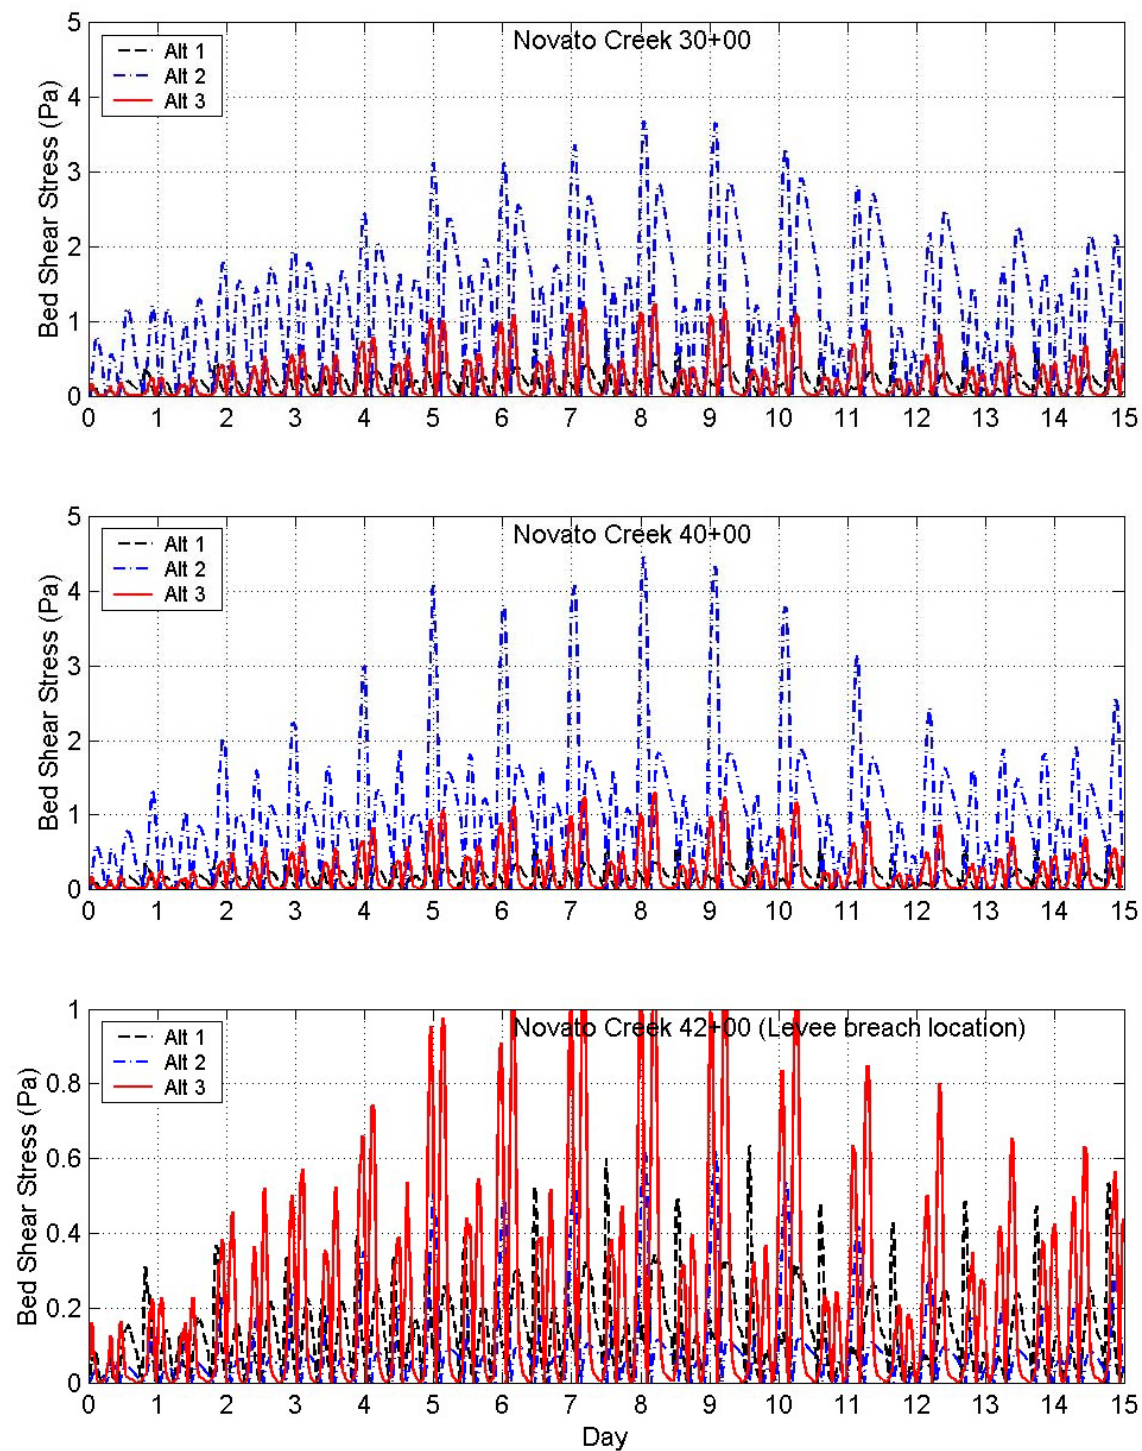 Novato Creek 30+00
Alt 1
Alt 2
Alt 3
Bed Shear Stress (Pa)
5
4
3
2
1
0
0 1 2 3 4 5 6 7 8 9 10 11 12 13 14 15
Novato Creek 40+00
Alt 1
Alt 2
Alt 3
Bed Shear Stress (Pa)
5
4
3
2
1
0
0 1 2 3 4 5 6 7 8 9 10 11 12 13 14 15
Novato Creek 42+00 (Levee breach location)
Alt 1
Alt 2
Alt 3
Bed Shear Stress (Pa)
1
0.8
0.6
0.4
0.2
0
0 1 2 3 4 5 6 7 8 9 10 11 12 13 14 15
Day